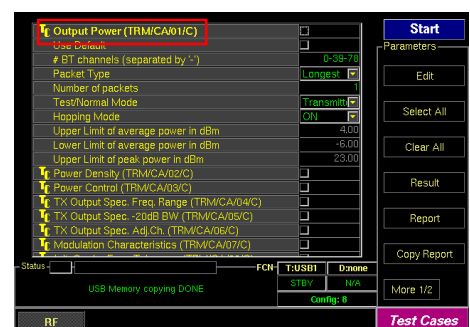 Output Power (TRM/CA/01/C)
Use Default
# BT channels (separated by '-') 0-39-78
Packet Type Longest
Number of packets 1
Test/Normal Mode Transmitt
Hopping Mode ON
Upper Limit of average power in dBm 4.00
Lower Limit of average power in dBm -6.00
Upper Limit of peak power in dBm 23.00
Power Density (TRM/CA/02/C)
Power Control (TRM/CA/03/C)
TX Output Spec. Freq. Range (TRM/CA/04/C)
TX Output Spec. -20dB BW (TRM/CA/05/C)
TX Output Spec. Adj.Ch. (TRM/CA/06/C)
Modulation Characteristics (TRM/CA/07/C)
Start
Parameters
Edit
Select All
Clear All
Result
Report
Copy Report
More 1/2
Test Cases
Status
USB Memory copying DONE
FCN
T:USB1 D:none
STBY N/A
Config: 8
RF